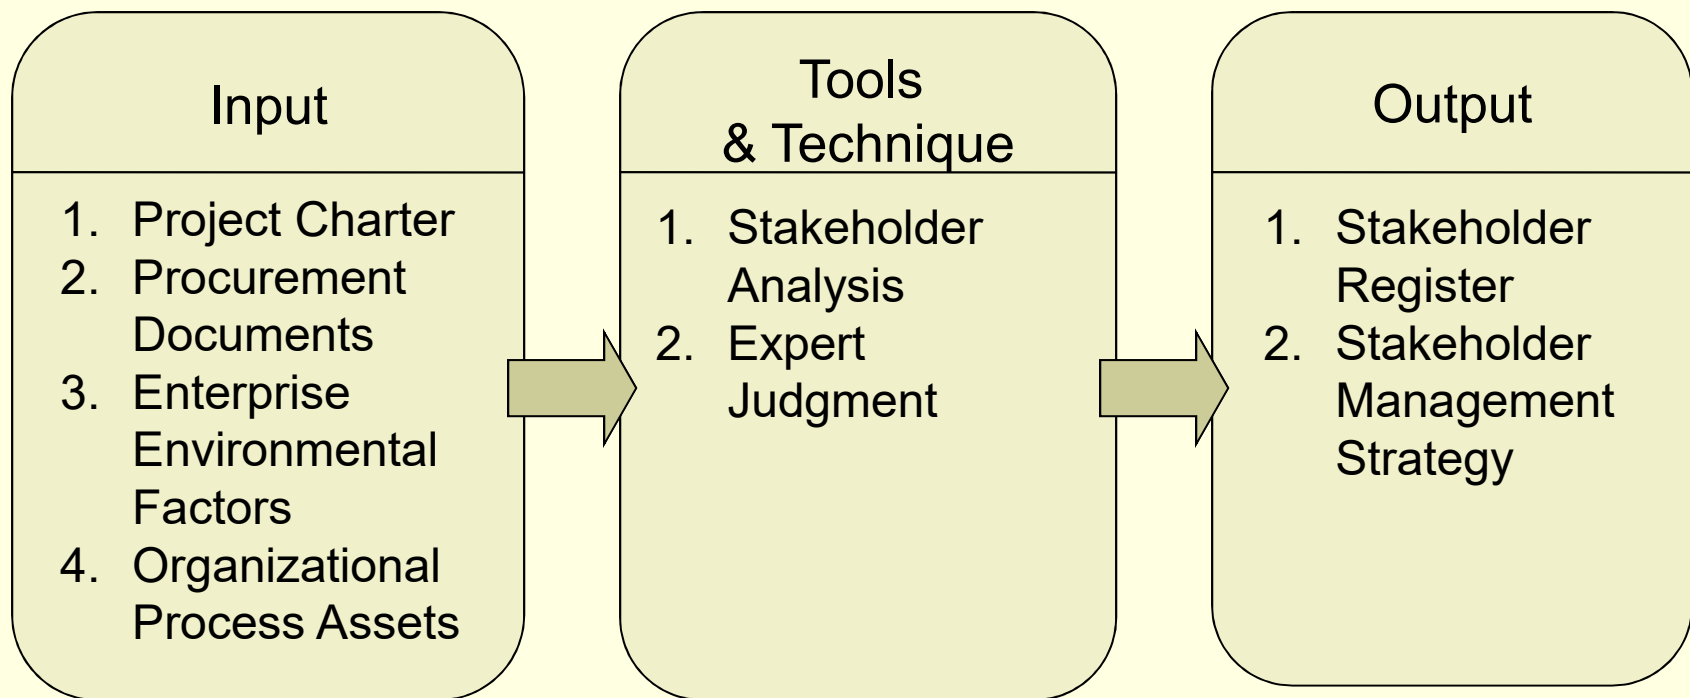 Input
1. Project Charter
2. Procurement
Documents
3. Enterprise
Environmental
Factors
4. Organizational
Process Assets
Tools
& Technique
1. Stakeholder
Analysis
2. Expert
Judgment
Output
1. Stakeholder
Register
2. Stakeholder
Management
Strategy